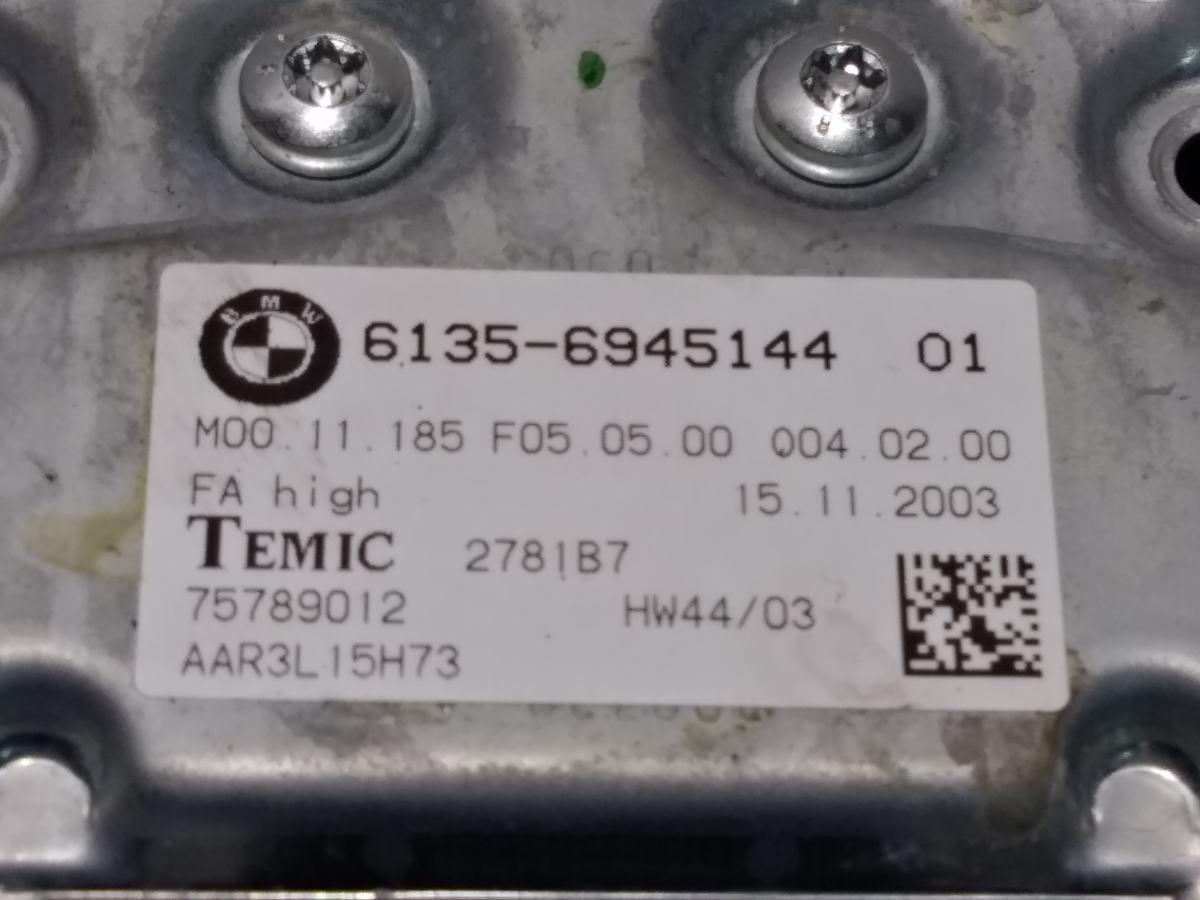 BMW
6135-6945144 01
M00.11.185 F05.05.00 Q04.02.00
FA high 15.11.2003
TEMIC 2781B7
75789012 HW44/03
AAR3L15H73